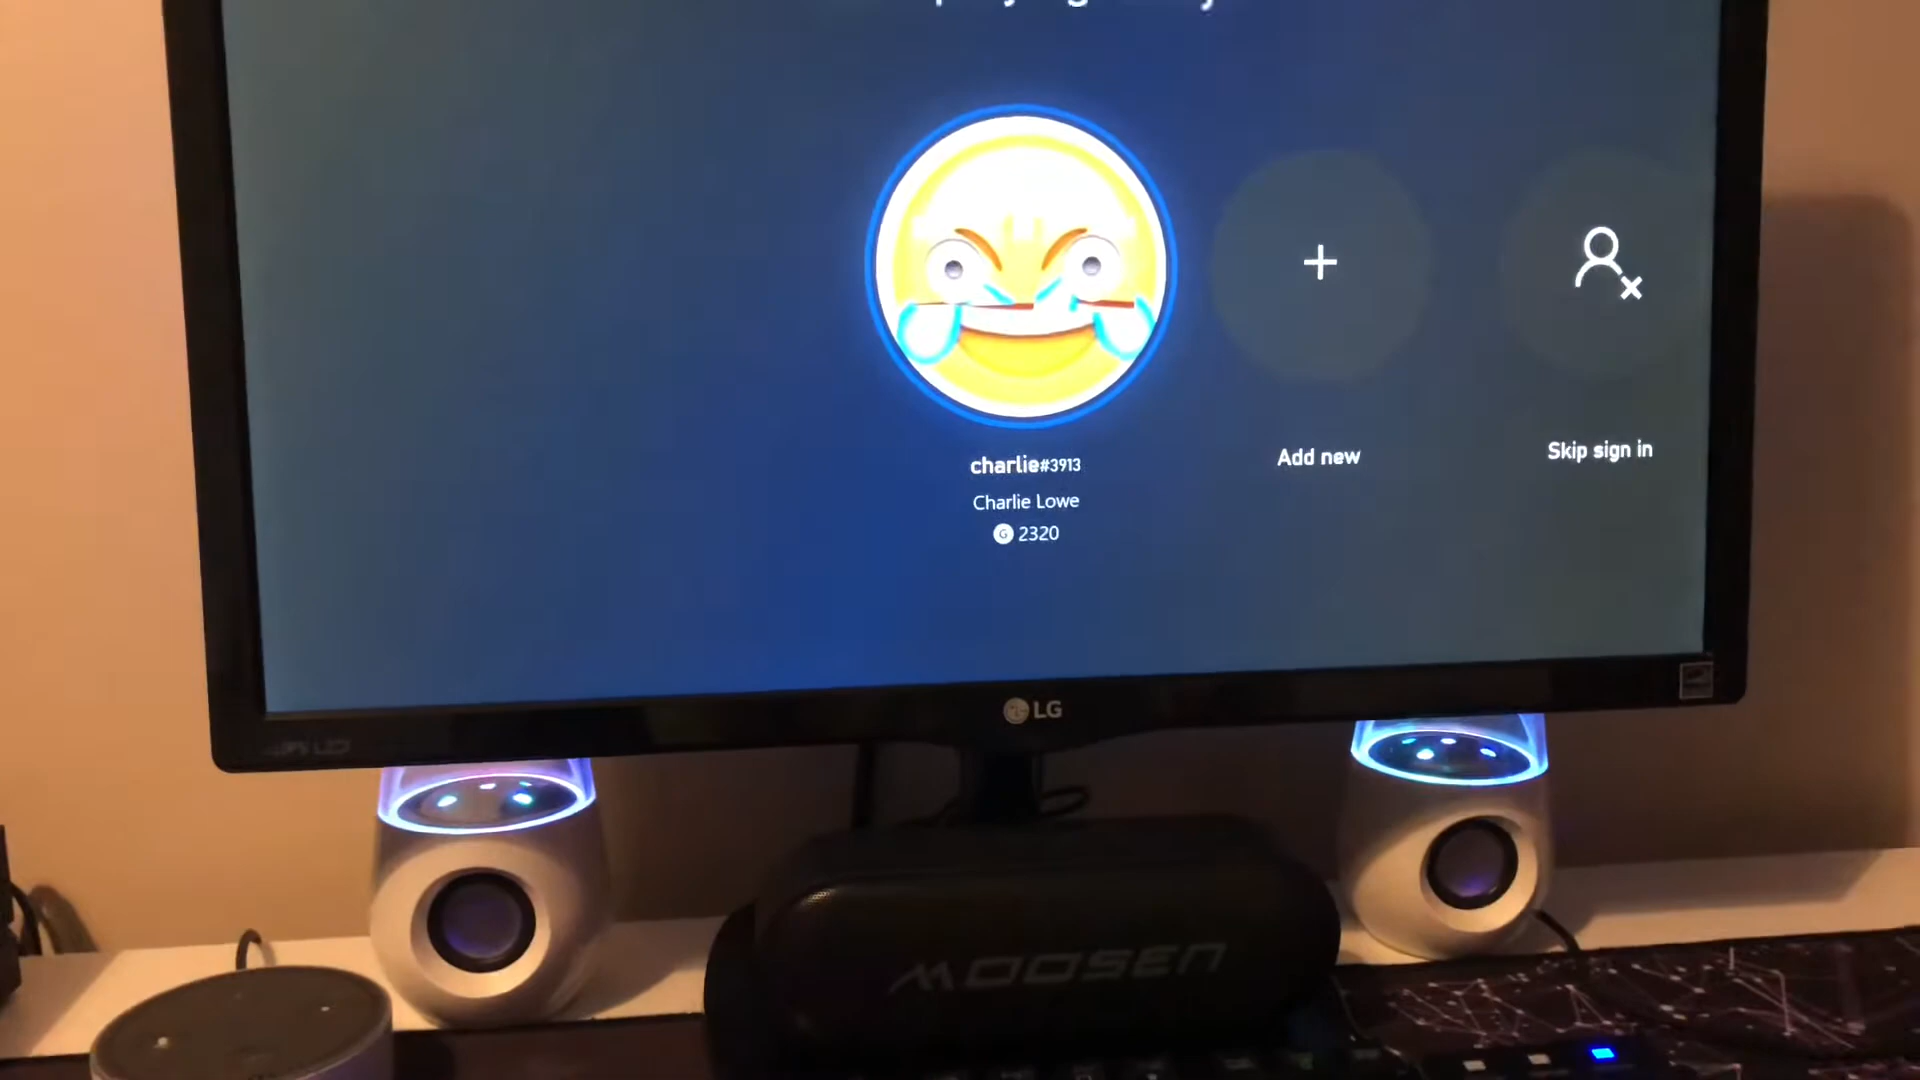 charlie#3913
Add new
Skip sign in
Charlie Lowe
G 2320
LG
MOOSEN